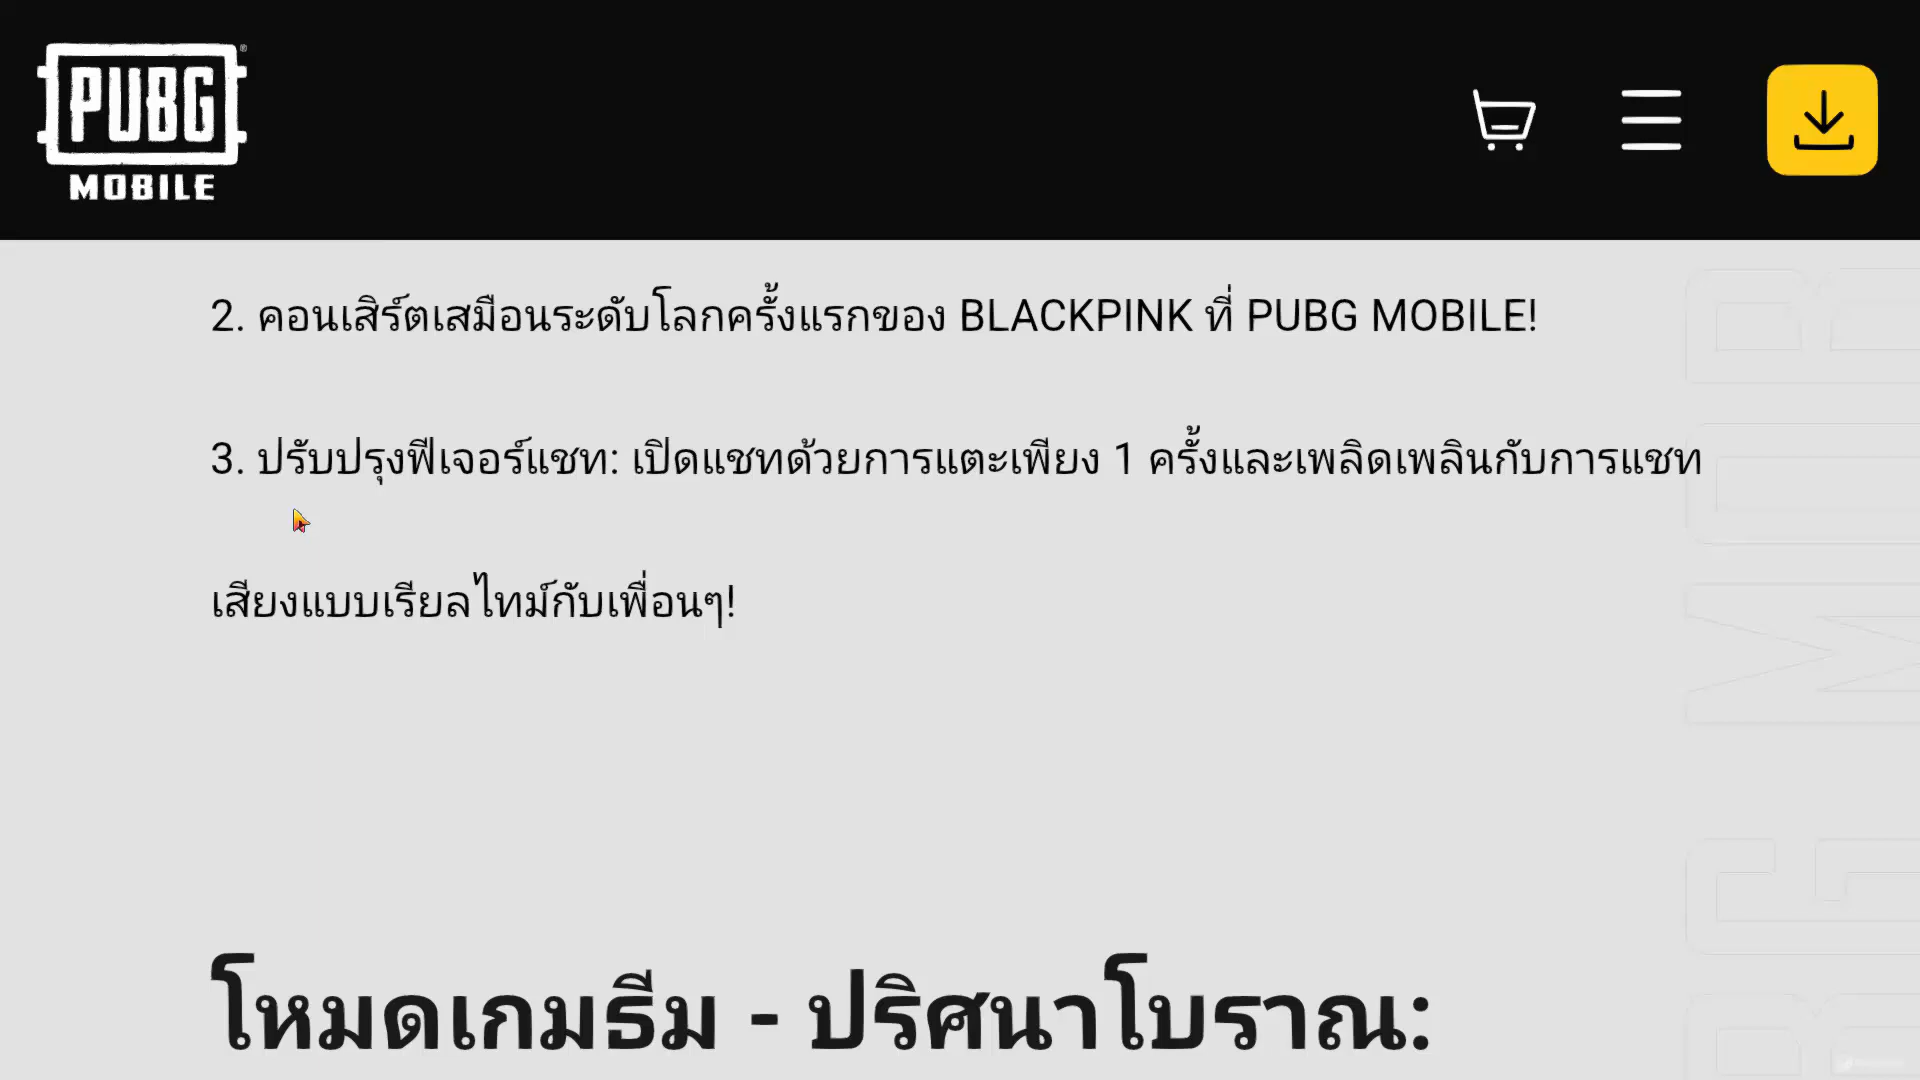 PUBG
MOBILE
2. คอนเสิร์ตเสมือนระดับโลกครั้งแรกของ BLACKPINK ที่ PUBG MOBILE!
3. ปรับปรุงฟีเจอร์แชท: เปิดแชทด้วยการแตะเพียง 1 ครั้งและเพลิดเพลินกับการแชท
เสียงแบบเรียลไทม์กับเพื่อนๆ!
โหมดเกมธีม - ปริศนาโบราณ: